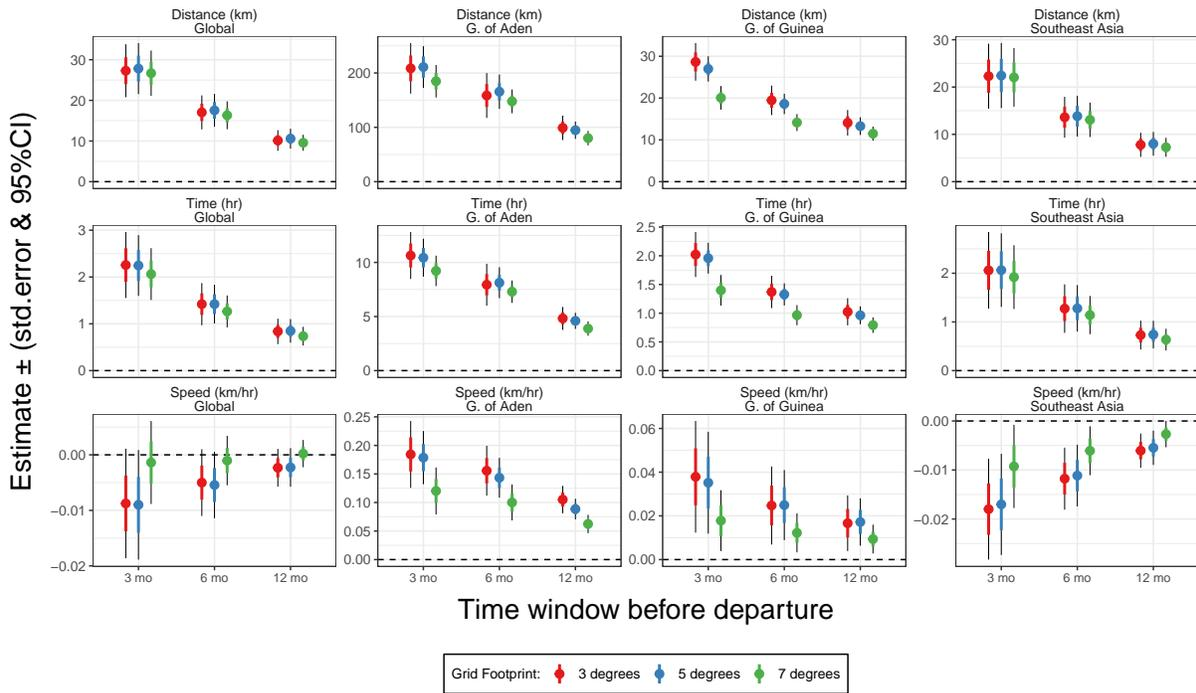 Distance (km)
Global
Distance (km)
G. of Aden
Distance (km)
G. of Guinea
Distance (km)
Southeast Asia
30
20
10
0
200
100
0
30
20
10
0
30
20
10
0
Time (hr)
Global
Time (hr)
G. of Aden
Time (hr)
G. of Guinea
Time (hr)
Southeast Asia
3
2
1
0
10
5
0
2.5
2.0
1.5
1.0
0.5
0.0
2
1
0
Speed (km/hr)
Global
Speed (km/hr)
G. of Aden
Speed (km/hr)
G. of Guinea
Speed (km/hr)
Southeast Asia
0.00
−0.01
−0.02
0.25
0.20
0.15
0.10
0.05
0.00
0.06
0.04
0.02
0.00
0.00
−0.01
−0.02
3 mo 6 mo 12 mo
3 mo 6 mo 12 mo
3 mo 6 mo 12 mo
3 mo 6 mo 12 mo
Estimate ± (std.error & 95%CI)
Time window before departure
Grid Footprint: 3 degrees 5 degrees 7 degrees